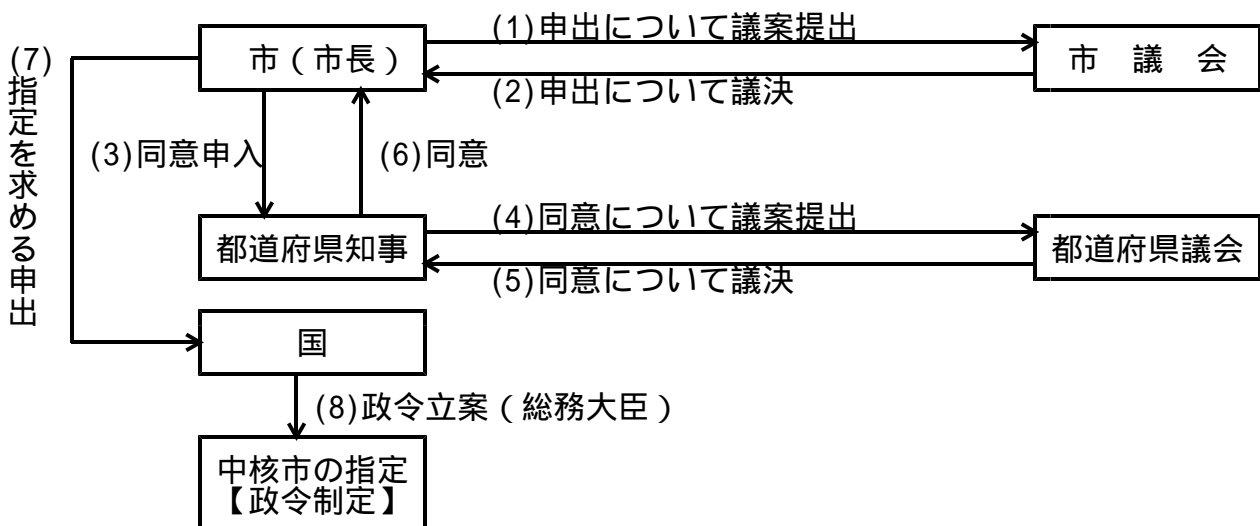 (1)申出について議案提出
(7)
指定を求める申出
市（市長）
市　議　会
(2)申出について議決
(3)同意申入
(6)同意
(4)同意について議案提出
都道府県知事
都道府県議会
(5)同意について議決
国
(8)政令立案（総務大臣）
中核市の指定
【政令制定】